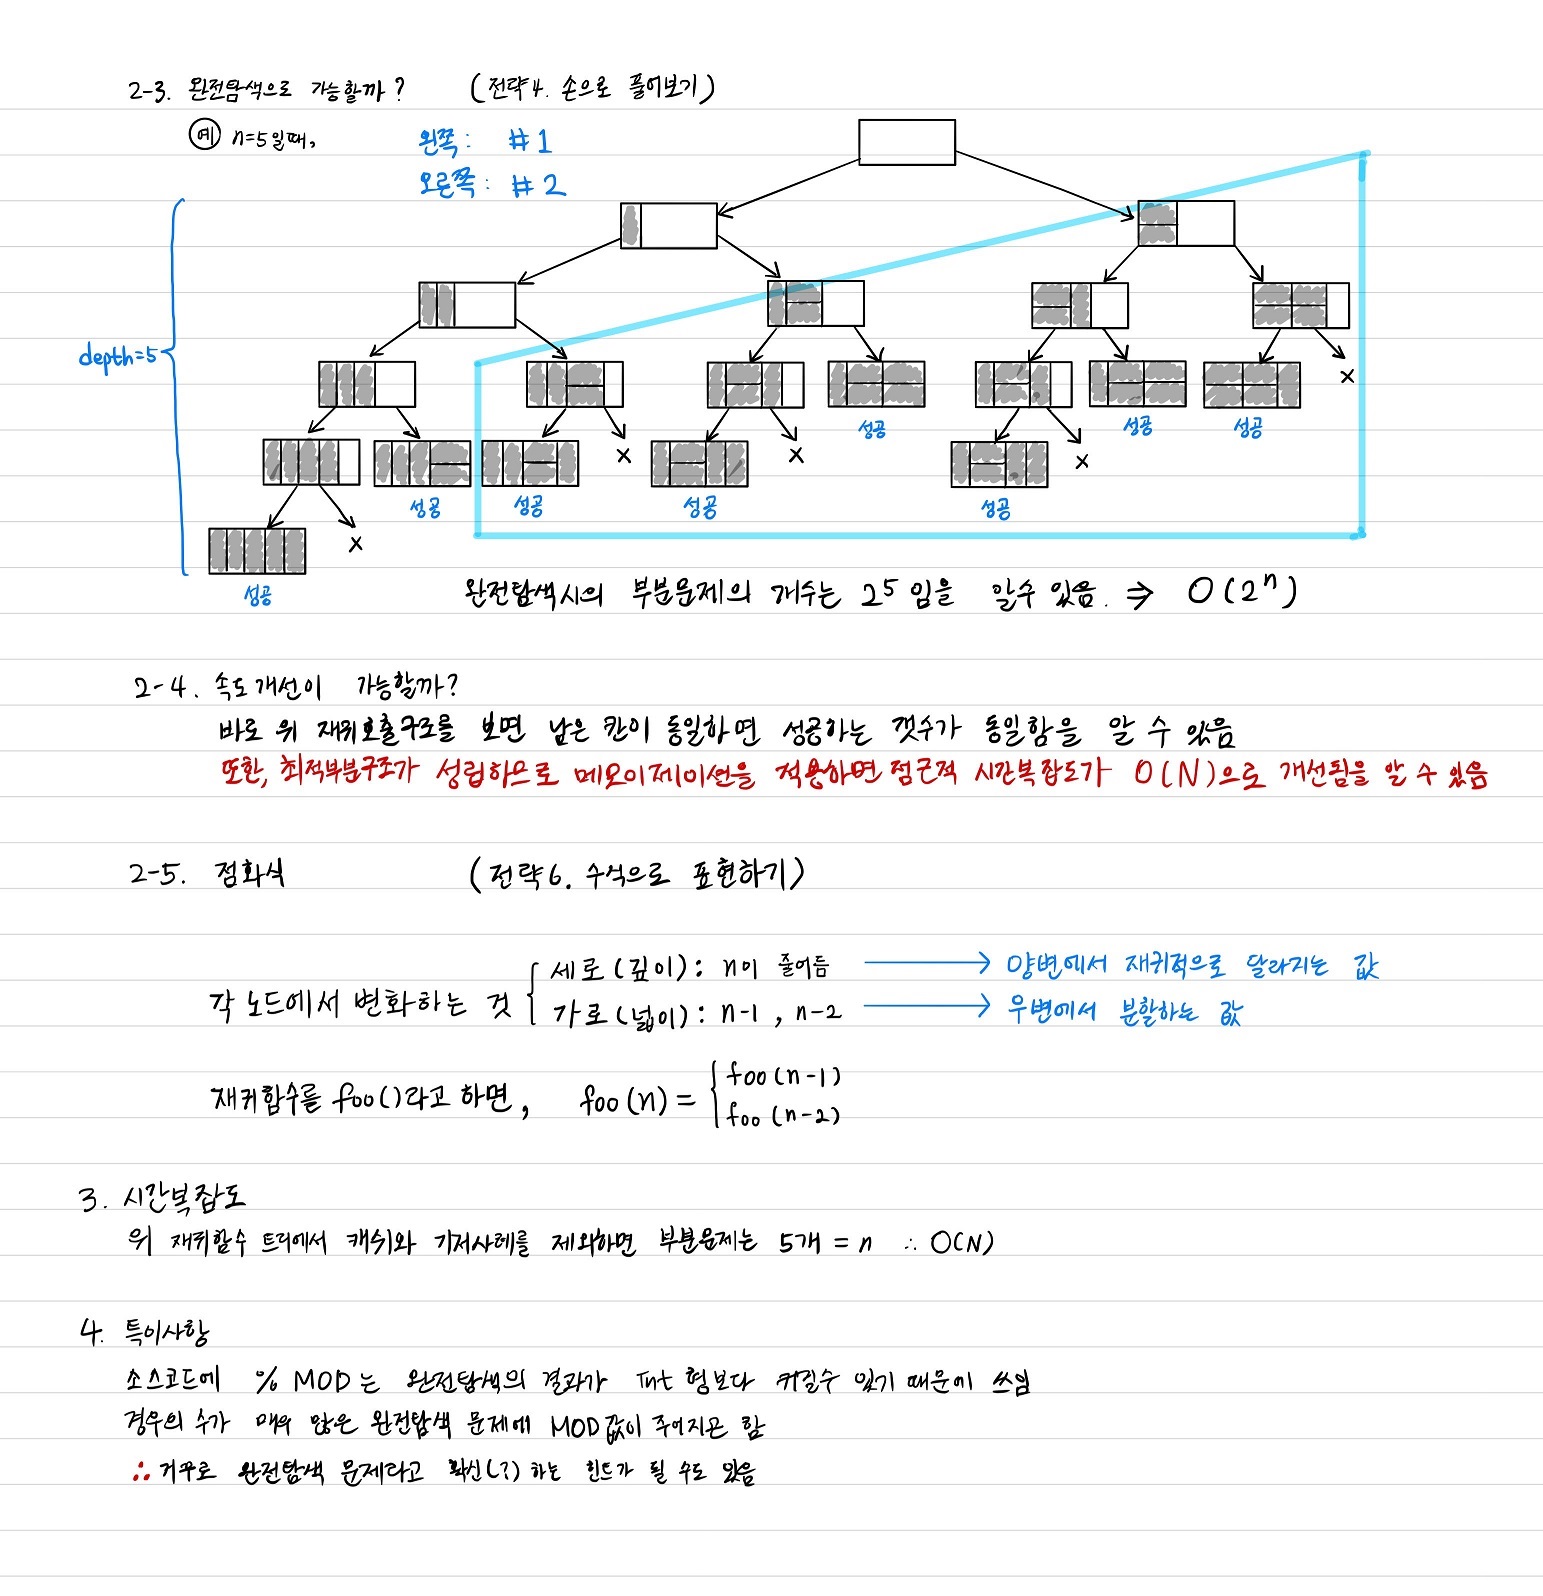 2-3. 완전탐색으로 가능할까? (전략4. 손으로 풀어보기)
예 n=5일때,
왼쪽: #1
오른쪽: #2
depth=5
x
성공
성공
성공
x
x
x
성공
성공
성공
성공
x
성공
x
완전탐색시의 부분문제의 개수는 2⁵임을 알수 있음. ⇒ O(2ⁿ)
2-4. 속도개선이 가능할까?
바로 위 재귀호출구조를 보면 남은 칸이 동일하면 성공하는 갯수가 동일함을 알 수 있음
또한, 최적부분구조가 성립하므로 메모이제이션을 적용하면 점근적 시간복잡도가 O(N)으로 개선됨을 알 수 있음
2-5. 점화식 (전략6. 수식으로 표현하기)
각 노드에서 변화하는 것
세로(깊이): n이 줄어듬 → 양변에서 재귀적으로 달라지는 값
가로(넓이): n-1, n-2 → 우변에서 분할하는 값
재귀함수를 foo()라고 하면, foo(n) =
foo(n-1)
foo(n-2)
3. 시간복잡도
위 재귀함수 트리에서 캐쉬와 기저사례를 제외하면 부분문제는 5개 = n ∴ O(N)
4. 특이사항
소스코드에 % MOD는 완전탐색의 결과가 Int형보다 커질수 있기 때문에 쓰임
경우의 수가 매우 많은 완전탐색 문제에 MOD값이 주어지곤 함
∴ 거꾸로 완전탐색 문제라고 확신(?)하는 힌트가 될 수도 있음